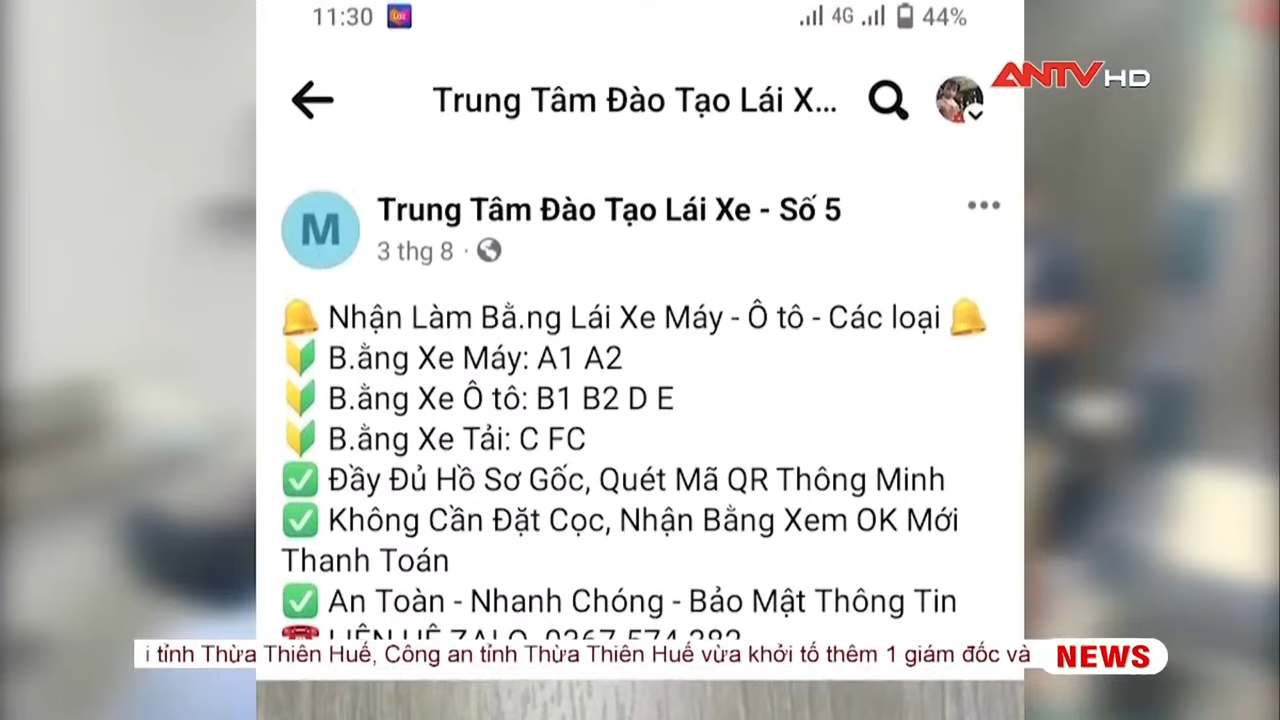 11:30
4G 44%
ANTV HD
Trung Tâm Đào Tạo Lái X...
M
Trung Tâm Đào Tạo Lái Xe - Số 5
3 thg 8 ·
Nhận Làm Bằ.ng Lái Xe Máy - Ô tô - Các loại
B.ằng Xe Máy: A1 A2
B.ằng Xe Ô tô: B1 B2 D E
B.ằng Xe Tải: C FC
Đầy Đủ Hồ Sơ Gốc, Quét Mã QR Thông Minh
Không Cần Đặt Cọc, Nhận Bằng Xem OK Mới
Thanh Toán
An Toàn - Nhanh Chóng - Bảo Mật Thông Tin
LIÊN HỆ ZALO
i tỉnh Thừa Thiên Huế, Công an tỉnh Thừa Thiên Huế vừa khởi tố thêm 1 giám đốc và
NEWS